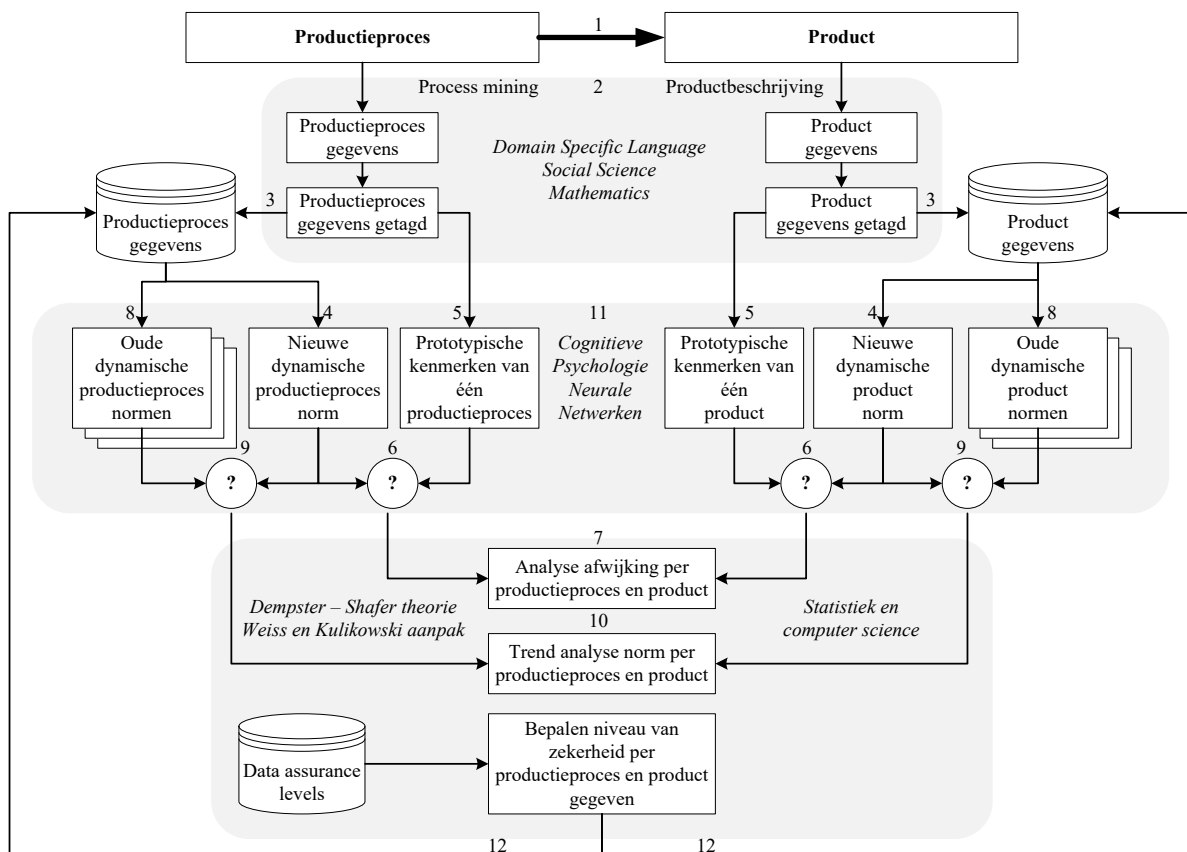 1
Productieproces
Product
Process mining
2
Productbeschrijving
Productieproces
gegevens
Product
gegevens
Domain Specific Language
Social Science
Mathematics
3
Productieproces
gegevens getagd
Product
gegevens getagd
3
Productieproces
gegevens
Product
gegevens
8
4
5
11
5
4
8
Oude
dynamische
productieproces
normen
Nieuwe
dynamische
productieproces
norm
Prototypische
kenmerken van
één
productieproces
Cognitieve
Psychologie
Neurale
Netwerken
Prototypische
kenmerken van
één
product
Nieuwe
dynamische
product
norm
Oude
dynamische
product
normen
9
6
6
9
?
?
?
?
7
Analyse afwijking per
productieproces en product
Dempster – Shafer theorie
Weiss en Kulikowski aanpak
Statistiek en
computer science
10
Trend analyse norm per
productieproces en product
Data assurance
levels
Bepalen niveau van
zekerheid per
productieproces en product
gegeven
12
12